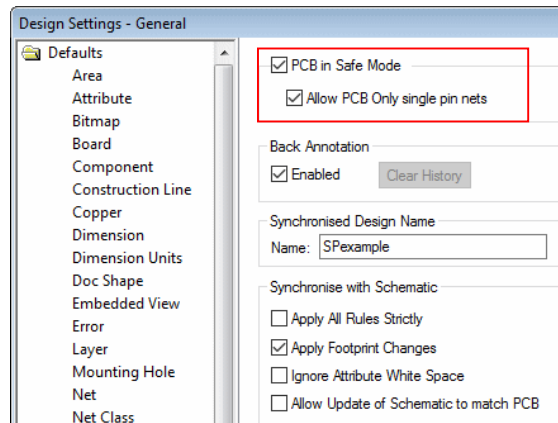 Design Settings - General
Defaults
Area
Attribute
Bitmap
Board
Component
Construction Line
Copper
Dimension
Dimension Units
Doc Shape
Embedded View
Error
Layer
Mounting Hole
Net
Net Class
PCB in Safe Mode
Allow PCB Only single pin nets
Back Annotation
Enabled
Clear History
Synchronised Design Name
Name: SPexample
Synchronise with Schematic
Apply All Rules Strictly
Apply Footprint Changes
Ignore Attribute White Space
Allow Update of Schematic to match PCB